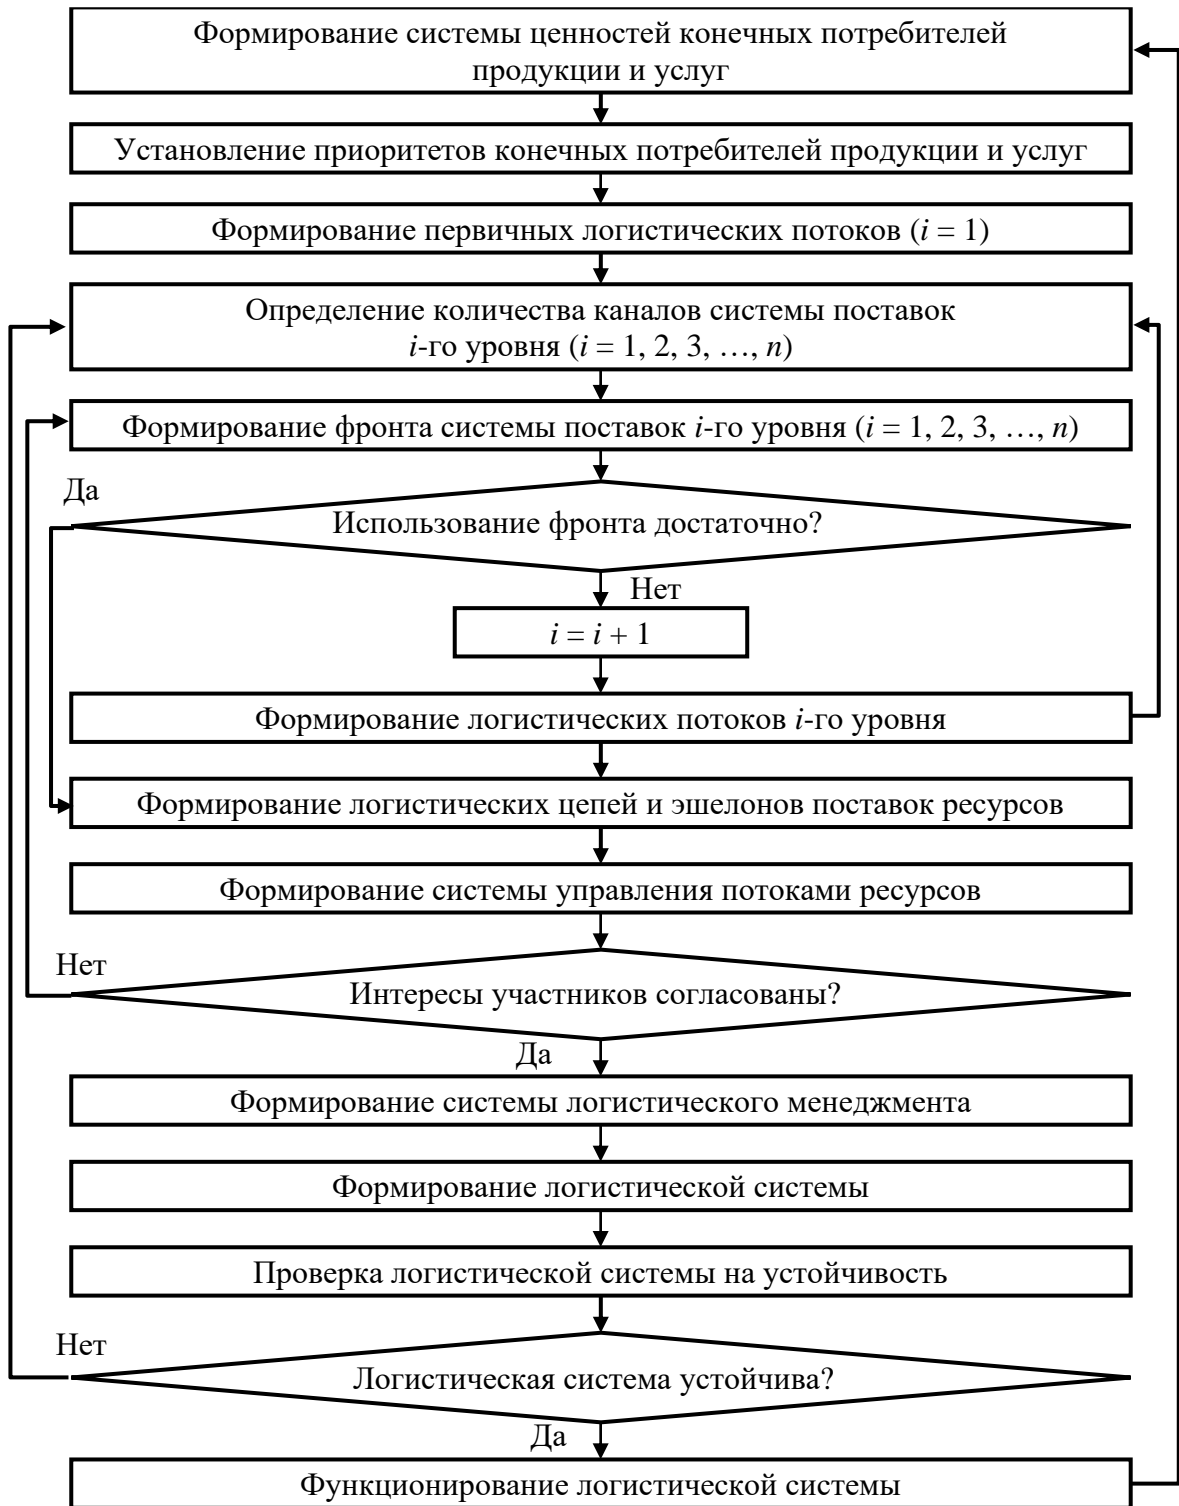 Формирование системы ценностей конечных потребителей
продукции и услуг
Установление приоритетов конечных потребителей продукции и услуг
Формирование первичных логистических потоков (i = 1)
Определение количества каналов системы поставок
i-го уровня (i = 1, 2, 3, …, n)
Формирование фронта системы поставок i-го уровня (i = 1, 2, 3, …, n)
Да
Использование фронта достаточно?
Нет
i = i + 1
Формирование логистических потоков i-го уровня
Формирование логистических цепей и эшелонов поставок ресурсов
Формирование системы управления потоками ресурсов
Нет
Интересы участников согласованы?
Да
Формирование системы логистического менеджмента
Формирование логистической системы
Проверка логистической системы на устойчивость
Нет
Логистическая система устойчива?
Да
Функционирование логистической системы